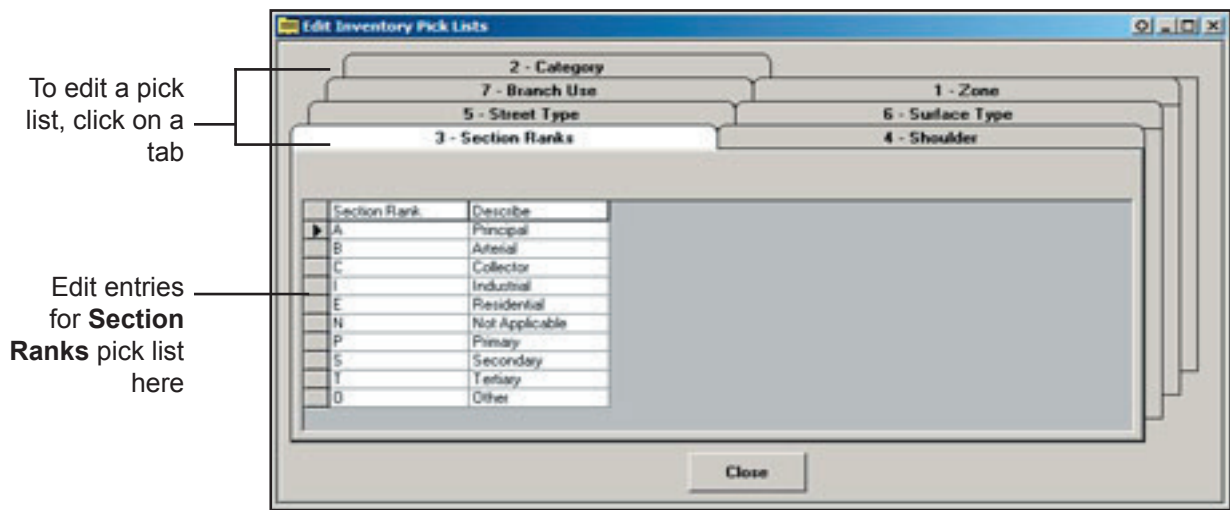 Edit Inventory Pick Lists
To edit a pick
list, click on a
tab
2 - Category
7 - Branch Use
1 - Zone
5 - Street Type
6 - Surface Type
3 - Section Ranks
4 - Shoulder
Edit entries
for Section
Ranks pick list
here
Section Rank Describe
A Principal
B Arterial
C Collector
I Industrial
E Residential
N Not Applicable
P Primary
S Secondary
T Tertiary
O Other
Close